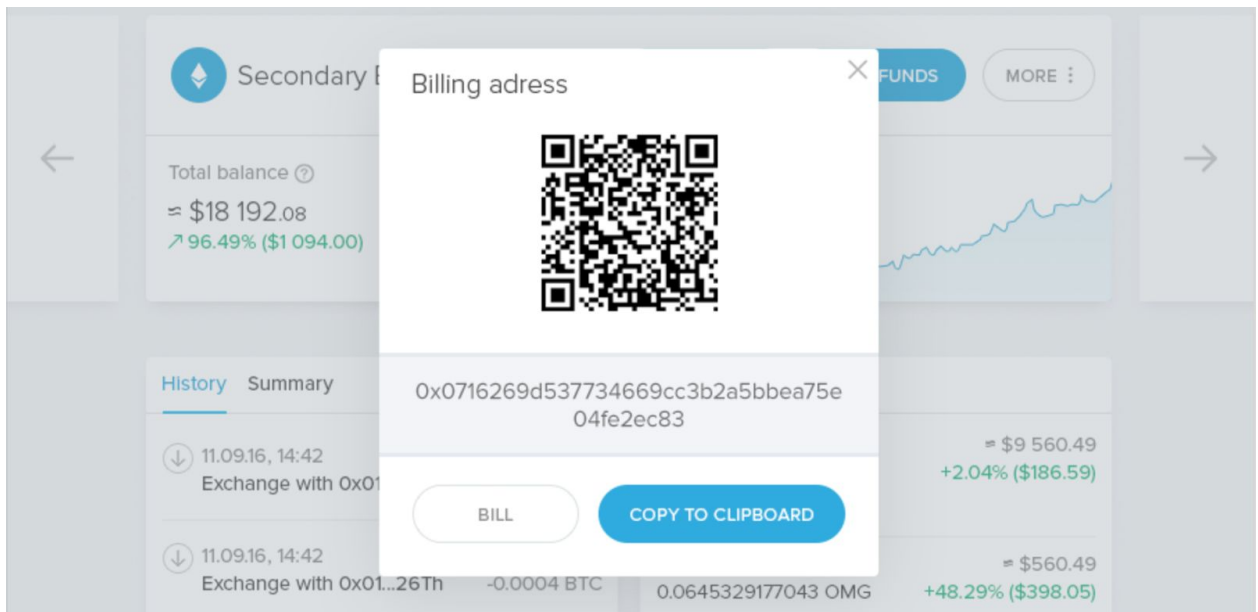 Secondary
Billing adress
FUNDS
MORE
Total balance ?
≈ $18 192.08
↗ 96.49% ($1 094.00)
0x0716269d537734669cc3b2a5bbea75e
04fe2ec83
BILL
COPY TO CLIPBOARD
History Summary
11.09.16, 14:42
Exchange with 0x01
11.09.16, 14:42
Exchange with 0x01...26Th -0.0004 BTC
≈ $9 560.49
+2.04% ($186.59)
≈ $560.49
0.0645329177043 OMG +48.29% ($398.05)